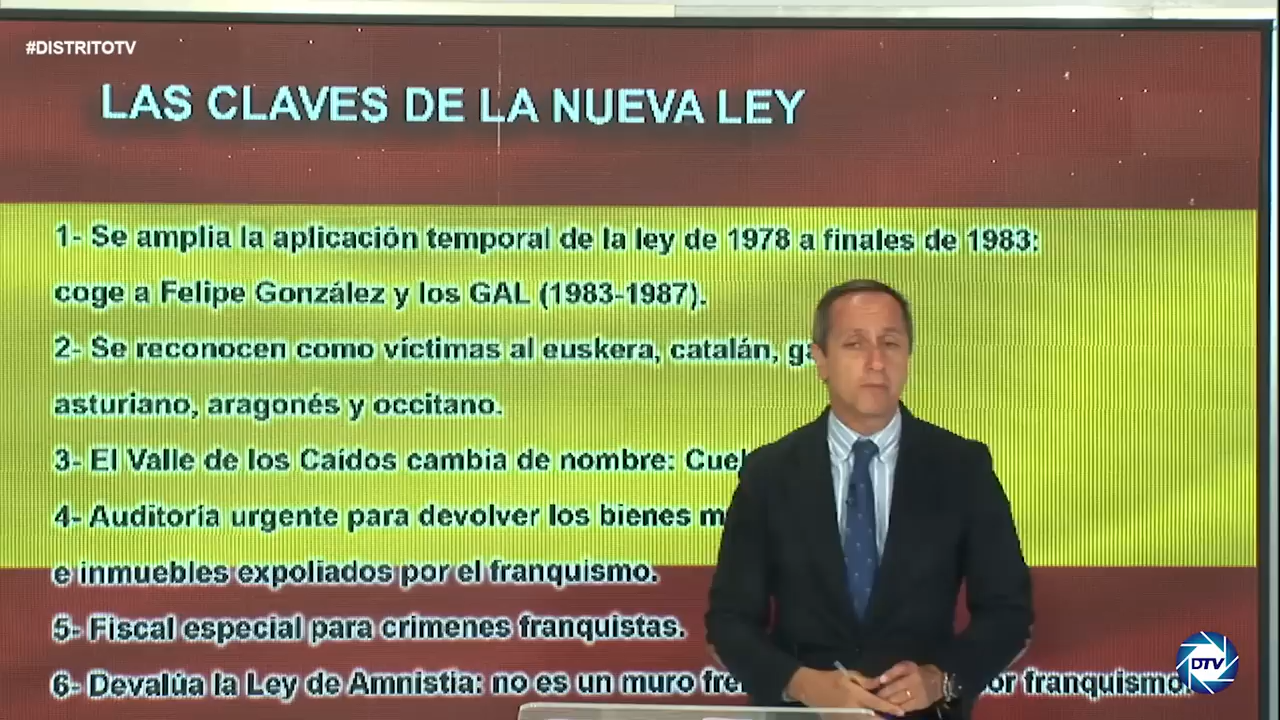 #DISTRITOTV
LAS CLAVES DE LA NUEVA LEY
1- Se amplia la aplicación temporal de la ley de 1978 a finales de 1983:
coge a Felipe González y los GAL (1983-1987).
2- Se reconocen como víctimas al euskera, catalán,
asturiano, aragonés y occitano.
3- El Valle de los Caídos cambia de nombre:
4- Auditoría urgente para devolver los bienes
e inmuebles expoliados por el franquismo.
5- Fiscal especial para crimenes franquistas.
6- Devalúa la Ley de Amnistia: no es un muro franquismo.
DTV